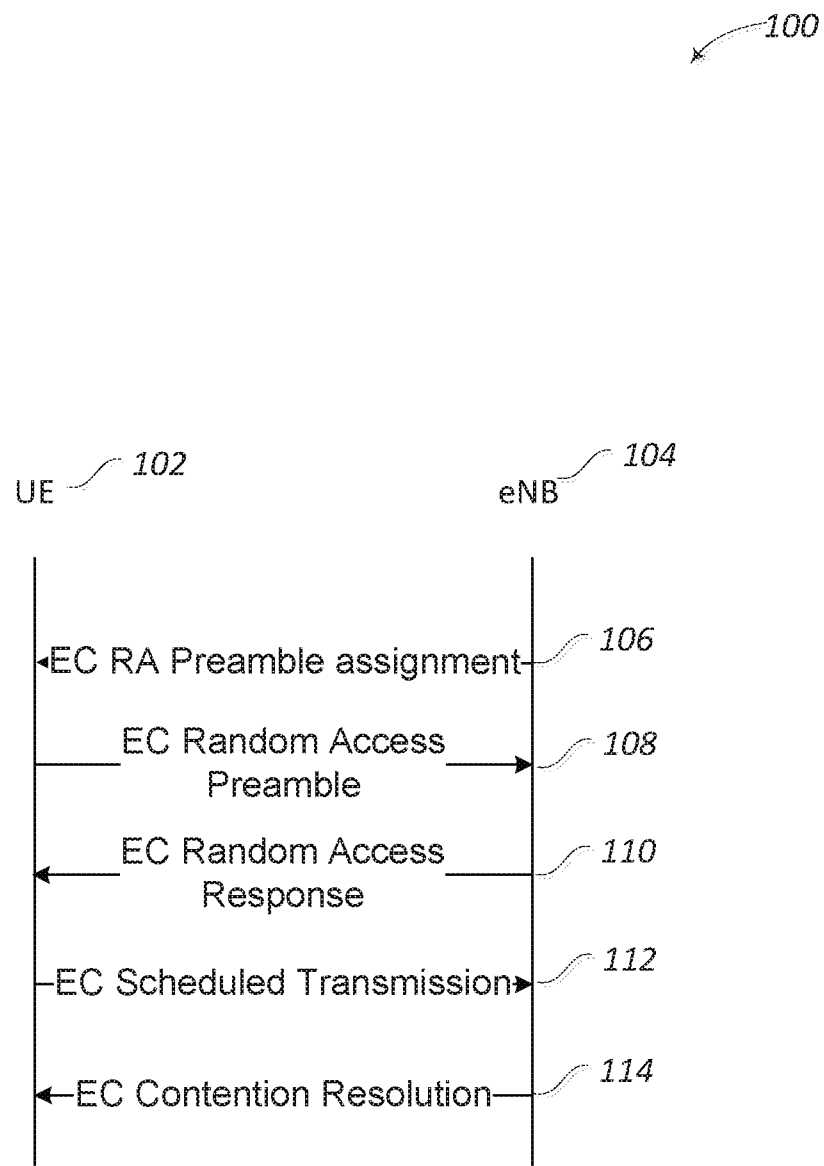 100
102
UE
104
eNB
EC RA Preamble assignment
106
EC Random Access
Preamble
108
EC Random Access
Response
110
EC Scheduled Transmission
112
EC Contention Resolution
114